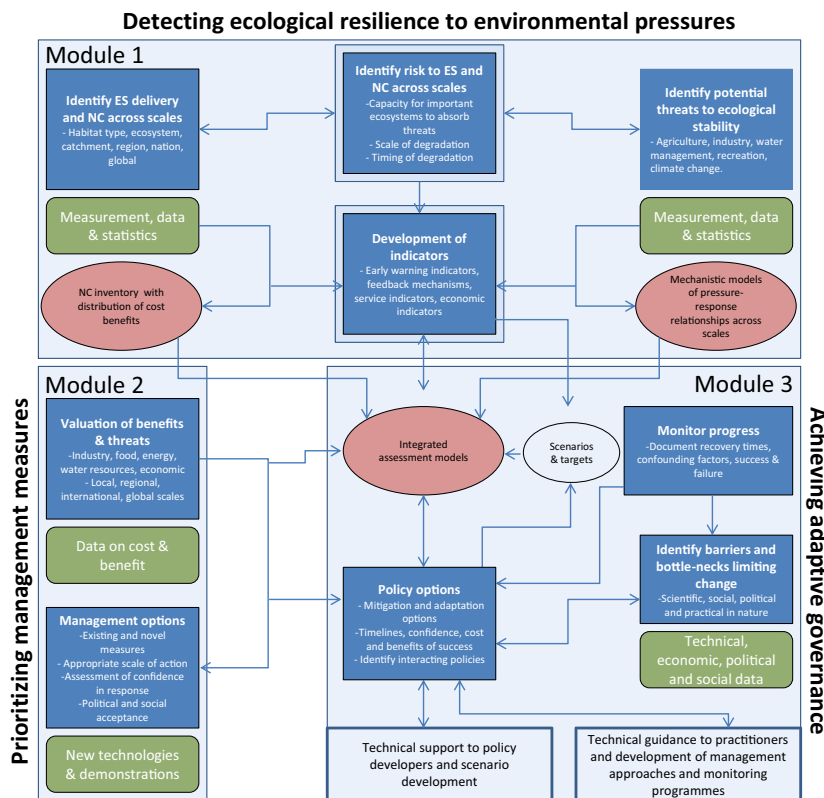 Detecting ecological resilience to environmental pressures
Module 1
Identify ES delivery
and NC across scales
- Habitat type, ecosystem,
catchment, region, nation,
global
Identify risk to ES and
NC across scales
-Capacity for important
ecosystems to absorb
threats
- Scale of degradation
- Timing of degradation
Identify potential
threats to ecological
stability
- Agriculture, industry, water
management, recreation,
climate change.
Measurement, data
& statistics
Development of
indicators
- Early warning indicators,
feedback mechanisms,
service indicators, economic
indicators
Measurement, data
& statistics
NC inventory with
distribution of cost
benefits
Mechanistic models
of pressure-
response
relationships across
scales
Prioritizing management measures
Module 2
Valuation of benefits
& threats
- Industry, food, energy,
water resources, economic
- Local, regional,
international, global scales
Data on cost &
benefit
Management options
-Existing and novel
measures
- Appropriate scale of action
-Assessment of confidence
in response
-Political and social
acceptance
New technologies
& demonstrations
Module 3
Integrated
assessment models
Scenarios
& targets
Monitor progress
-Document recovery times,
confounding factors, success &
failure
Policy options
- Mitigation and adaptation
options
-Timelines, confidence, cost
and benefits of success
- Identify interacting policies
Identify barriers and
bottle-necks limiting
change
-Scientific, social, political
and practical in nature
Technical,
economic, political
and social data
Technical support to policy
developers and scenario
development
Technical guidance to practitioners
and development of management
approaches and monitoring
programmes
Achieving adaptive governance